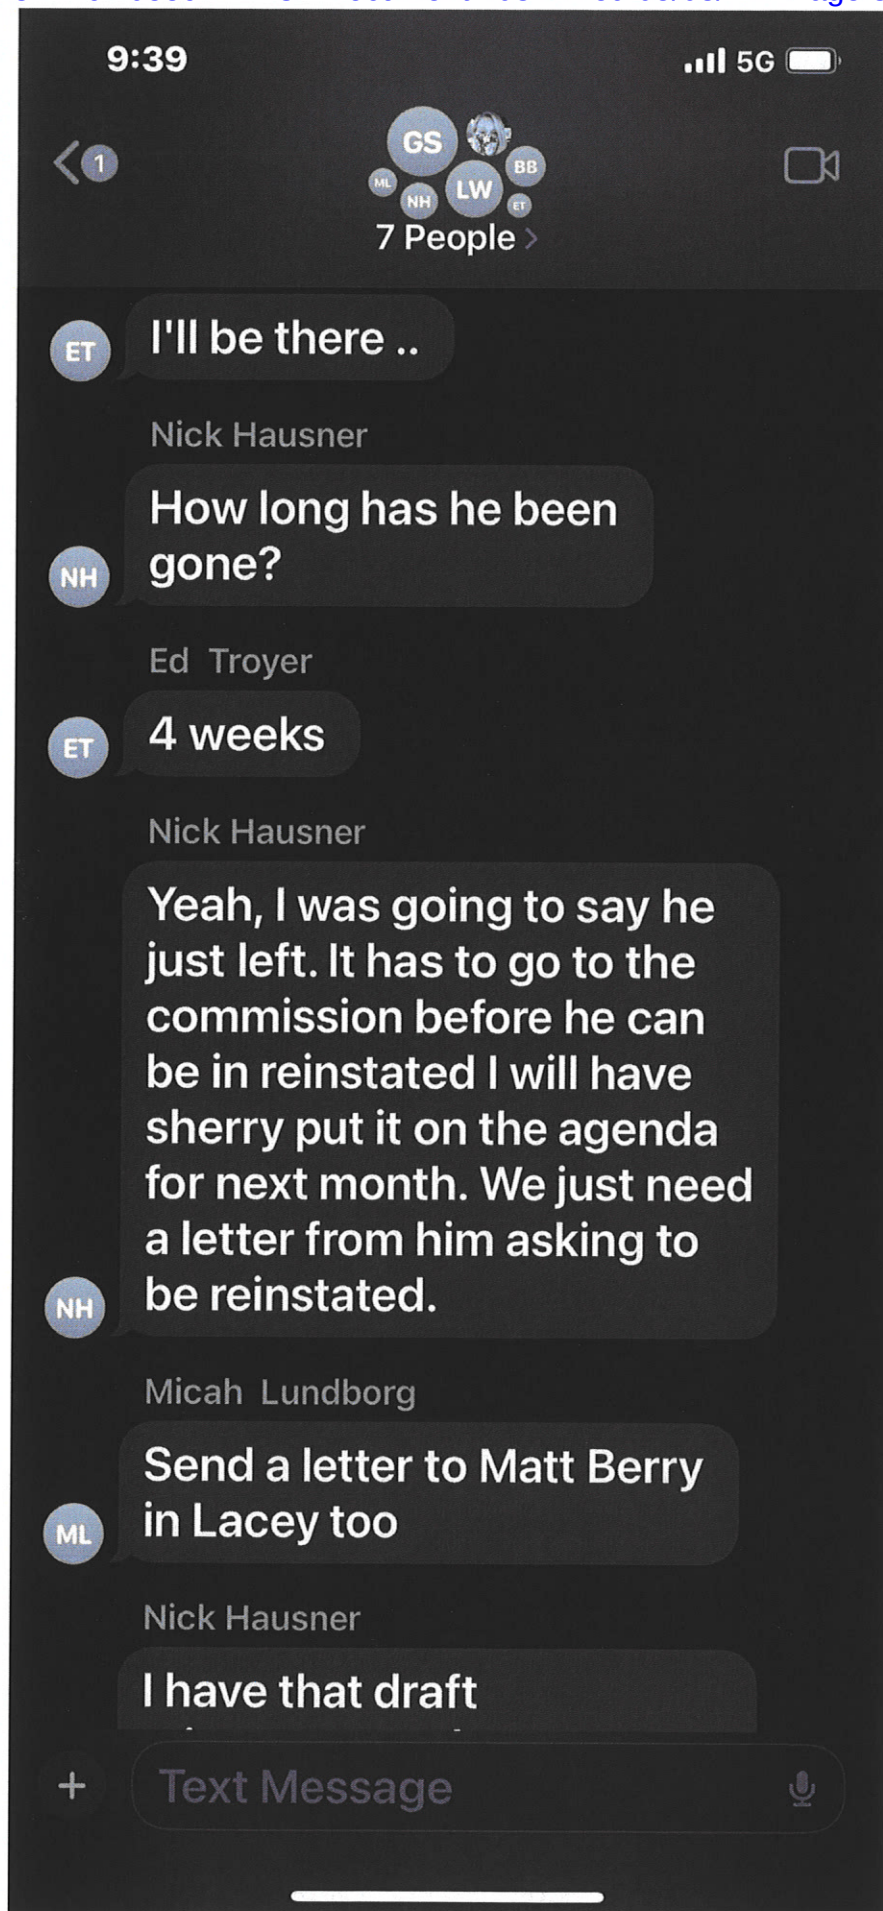 9:39
5G
1
GS
BB
ML
NH
LW
ET
7 People
I'll be there ..
ET
Nick Hausner
How long has he been
gone?
NH
Ed Troyer
4 weeks
ET
Nick Hausner
Yeah, I was going to say he
just left. It has to go to the
commission before he can
be in reinstated I will have
sherry put it on the agenda
for next month. We just need
a letter from him asking to
be reinstated.
NH
Micah Lundborg
Send a letter to Matt Berry
in Lacey too
ML
Nick Hausner
I have that draft
+
Text Message